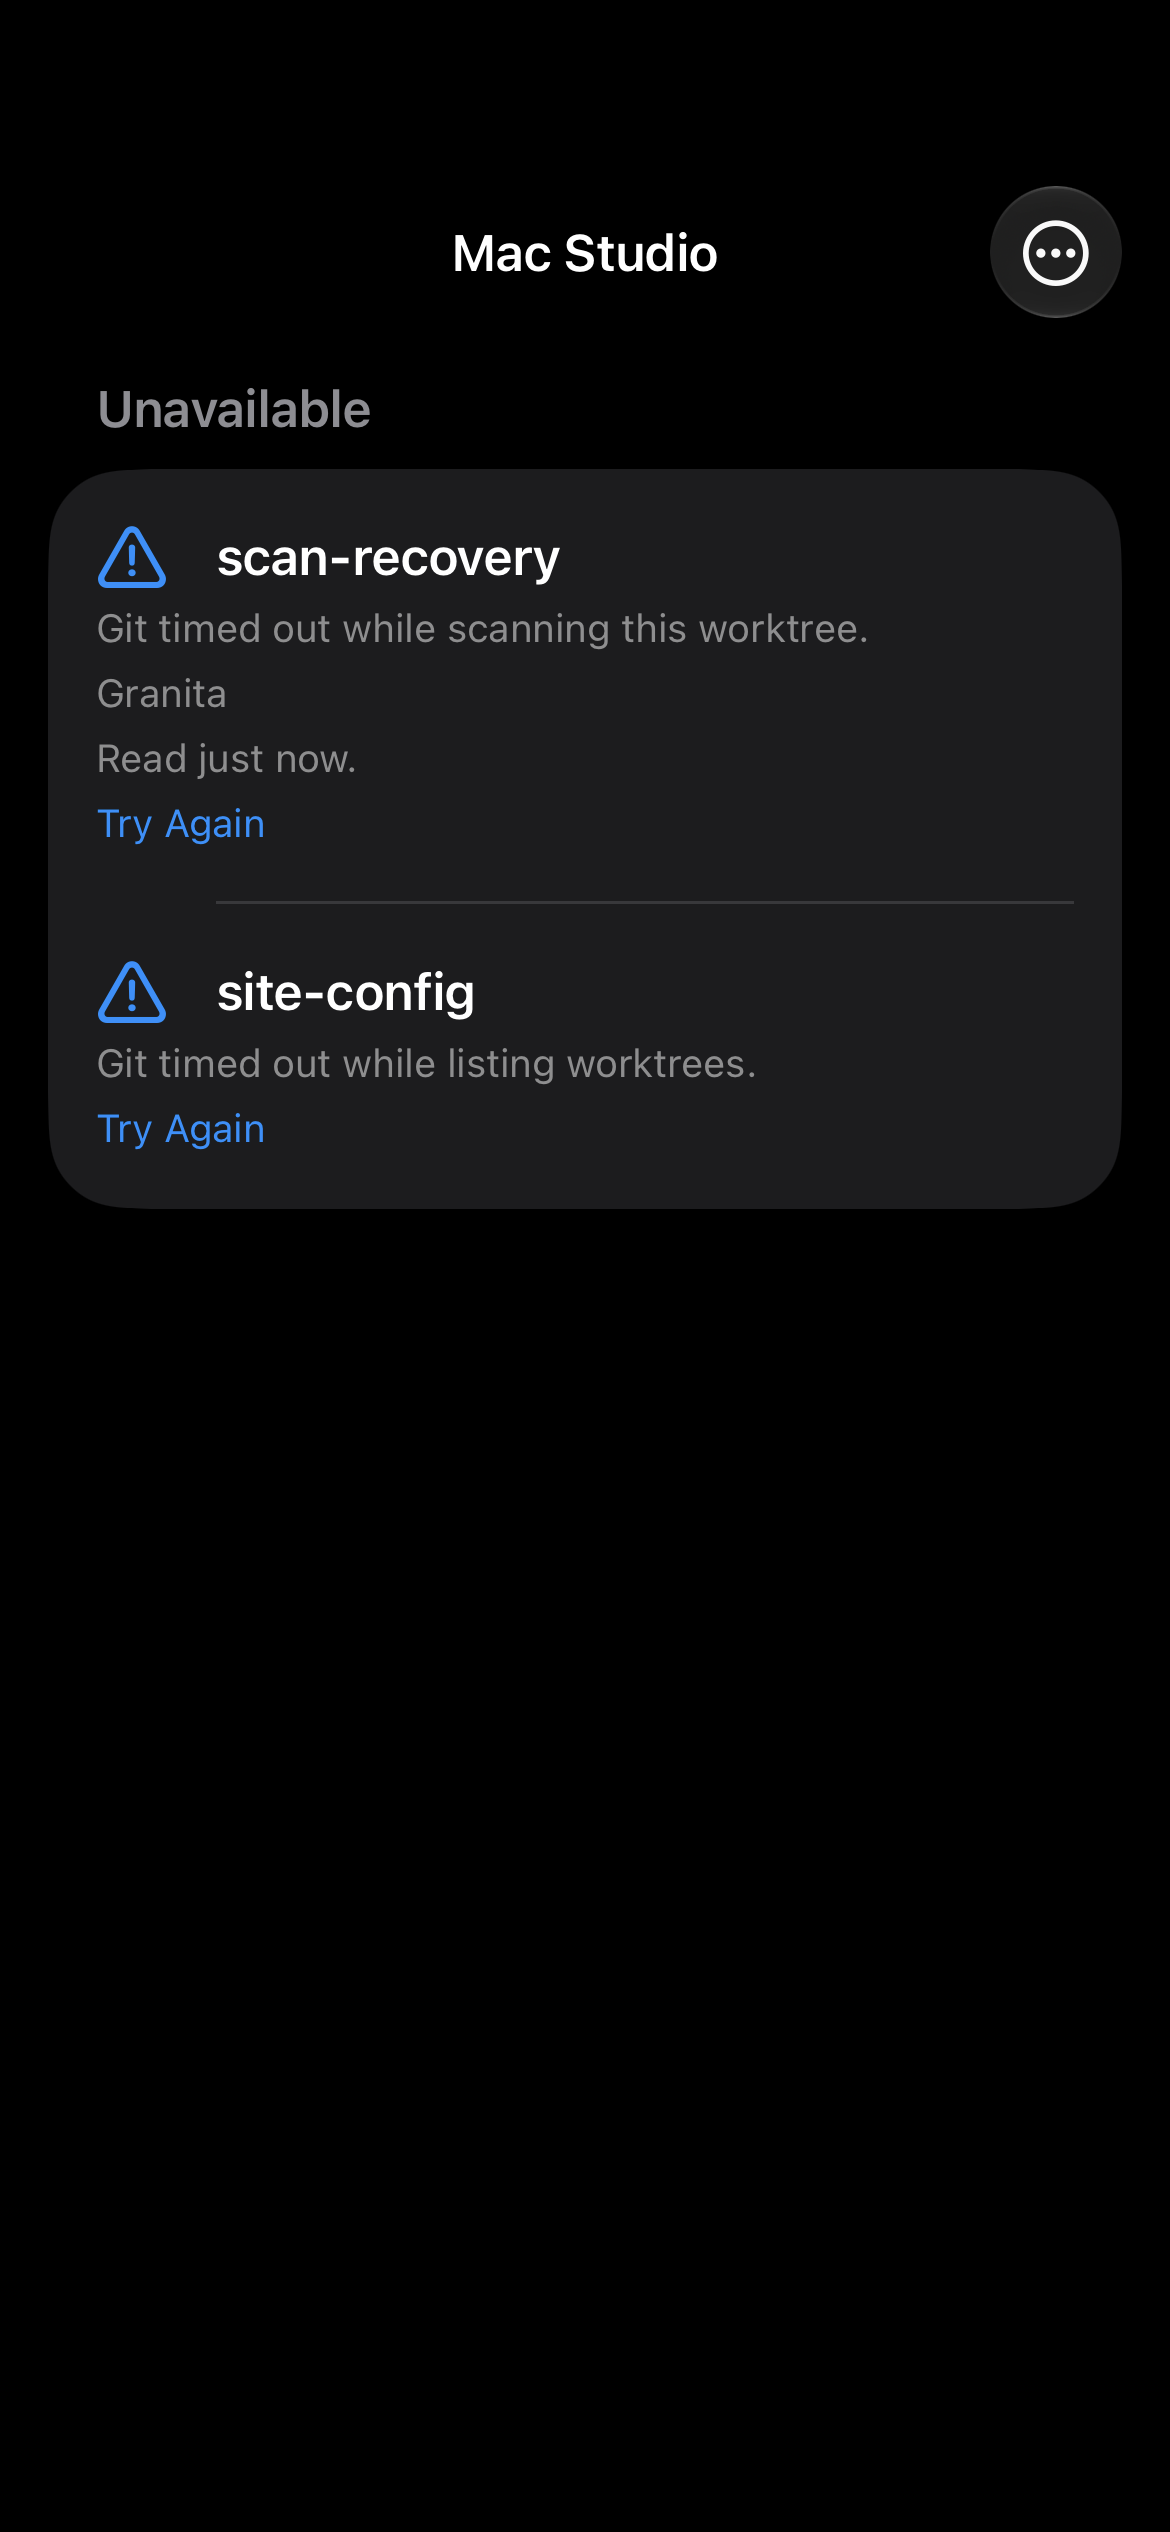 Mac Studio
Unavailable
scan-recovery
Git timed out while scanning this worktree.
Granita
Read just now.
Try Again
site-config
Git timed out while listing worktrees.
Try Again